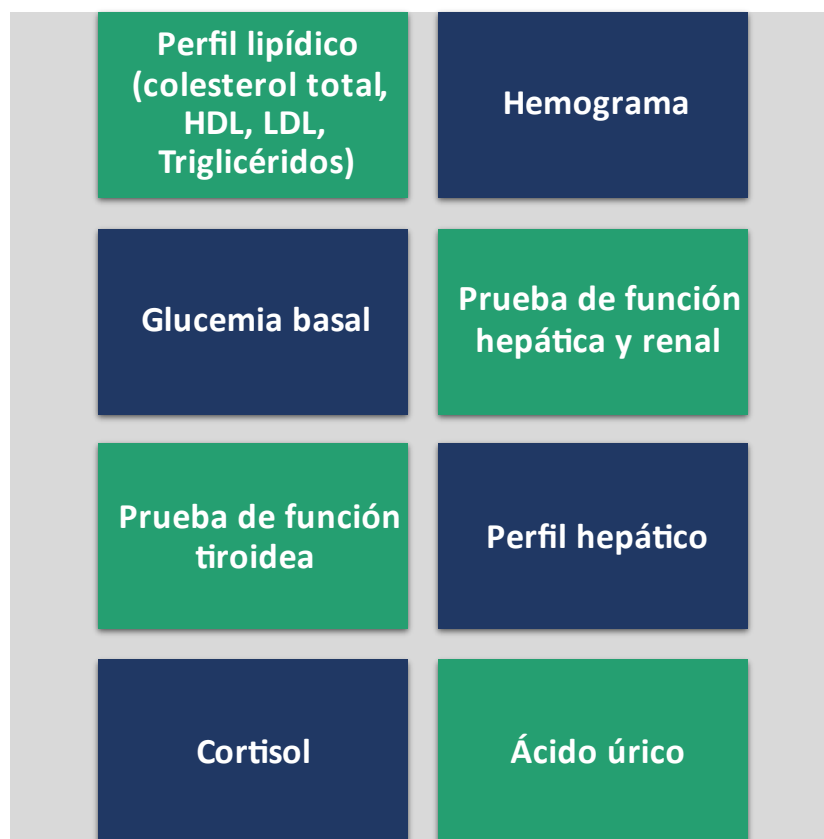 Perfil lipídico
(colesterol total,
HDL, LDL,
Triglicéridos)
Hemograma
Glucemia basal
Prueba de función
hepática y renal
Prueba de función
tiroidea
Perfil hepático
Cortisol
Ácido úrico